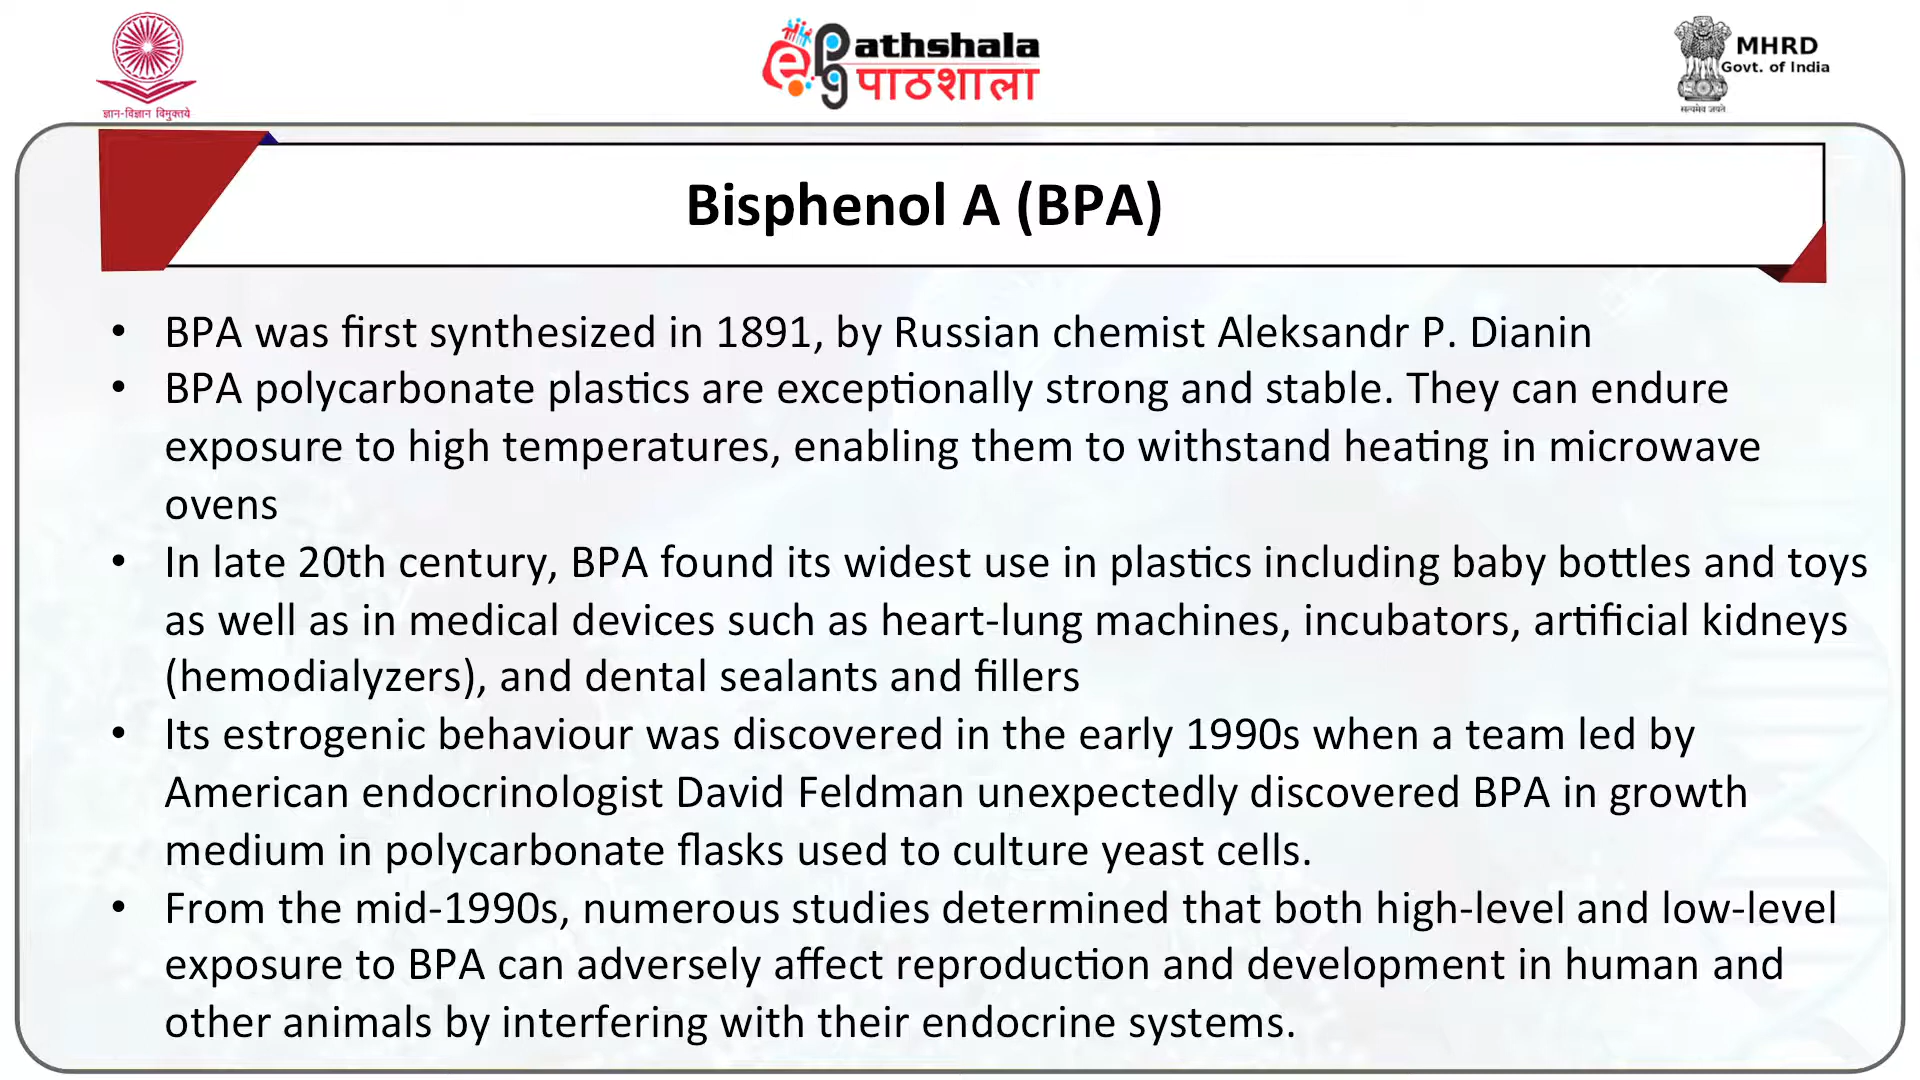 ज्ञान-विज्ञान विमुक्तये
ePg Pathshala
पाठशाला
MHRD
Govt. of India
सत्यमेव जयते
Bisphenol A (BPA)
• BPA was first synthesized in 1891, by Russian chemist Aleksandr P. Dianin
• BPA polycarbonate plastics are exceptionally strong and stable. They can endure
exposure to high temperatures, enabling them to withstand heating in microwave
ovens
• In late 20th century, BPA found its widest use in plastics including baby bottles and toys
as well as in medical devices such as heart-lung machines, incubators, artificial kidneys
(hemodialyzers), and dental sealants and fillers
• Its estrogenic behaviour was discovered in the early 1990s when a team led by
American endocrinologist David Feldman unexpectedly discovered BPA in growth
medium in polycarbonate flasks used to culture yeast cells.
• From the mid-1990s, numerous studies determined that both high-level and low-level
exposure to BPA can adversely affect reproduction and development in human and
other animals by interfering with their endocrine systems.